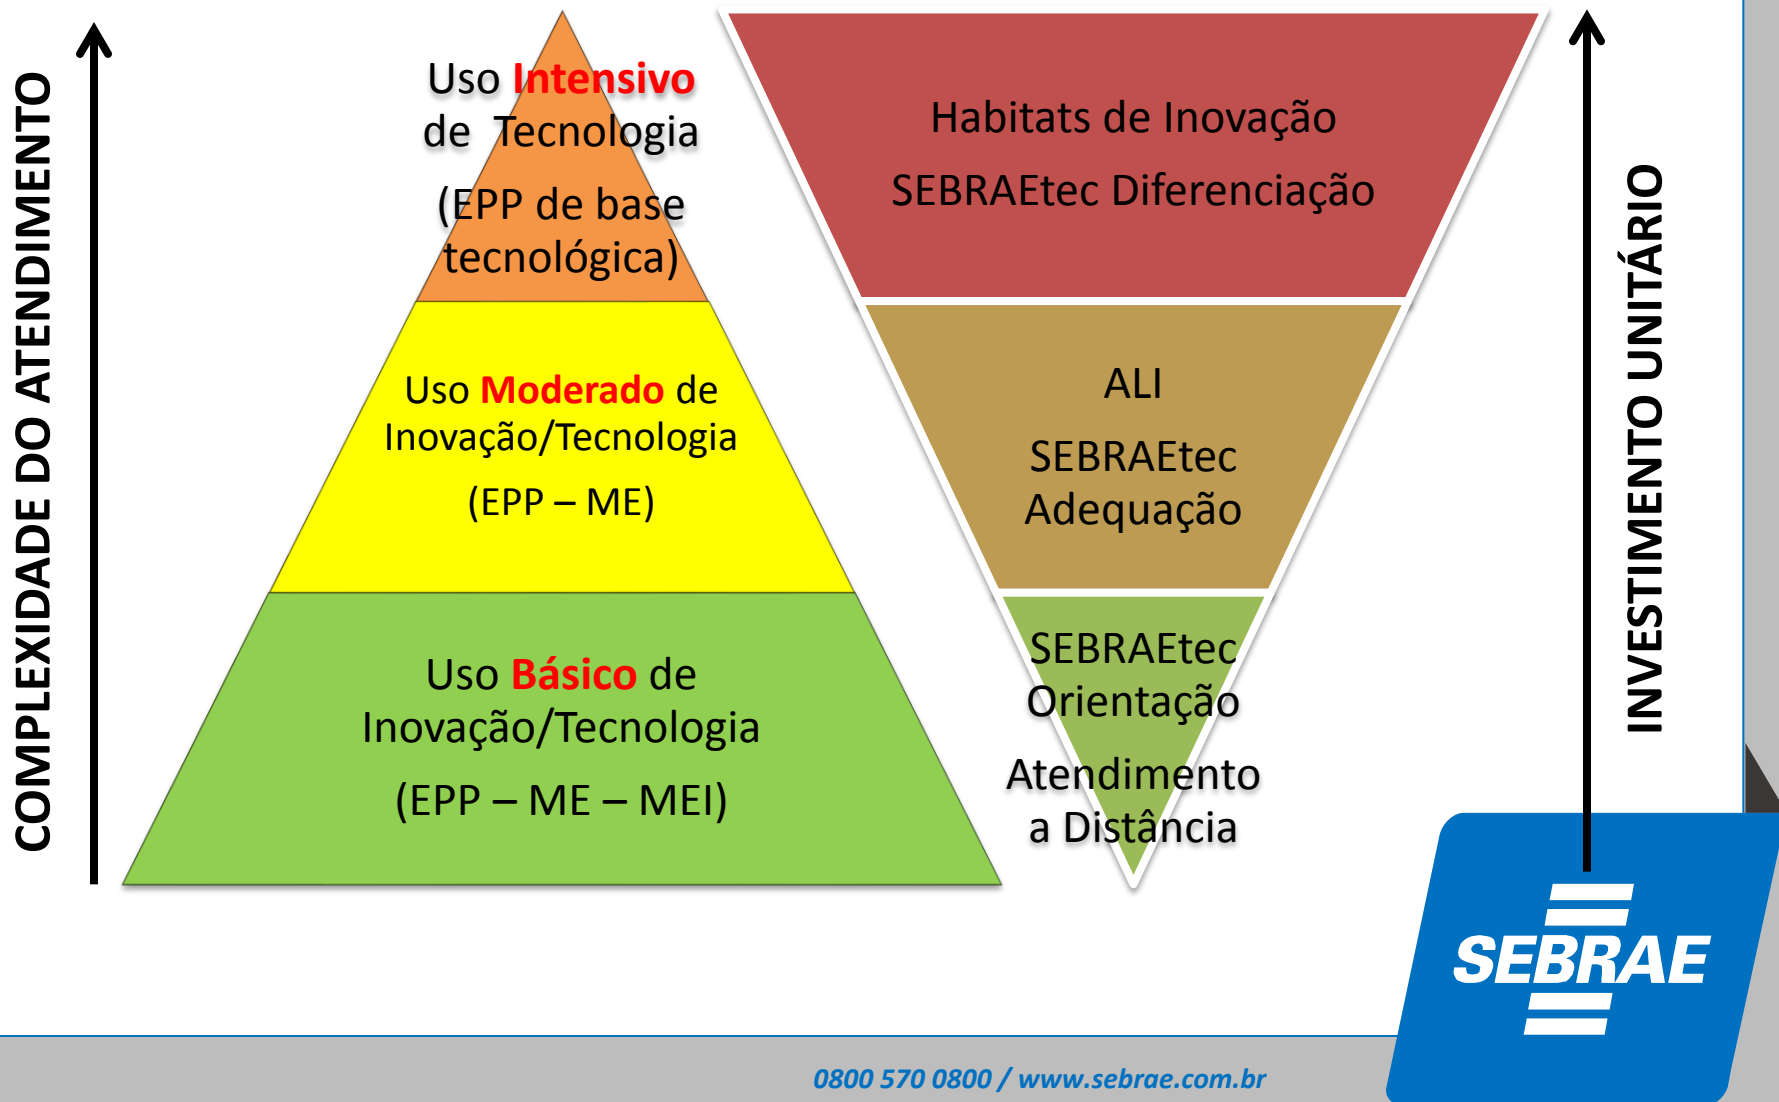 COMPLEXIDADE DO ATENDIMENTO
Uso Intensivo
de Tecnologia
(EPP de base
tecnológica)
Uso Moderado de
Inovação/Tecnologia
(EPP – ME)
Uso Básico de
Inovação/Tecnologia
(EPP – ME – MEI)
Habitats de Inovação
SEBRAEtec Diferenciação
ALI
SEBRAEtec
Adequação
SEBRAEtec
Orientação
Atendimento
a Distância
INVESTIMENTO UNITÁRIO
SEBRAE
0800 570 0800 / www.sebrae.com.br